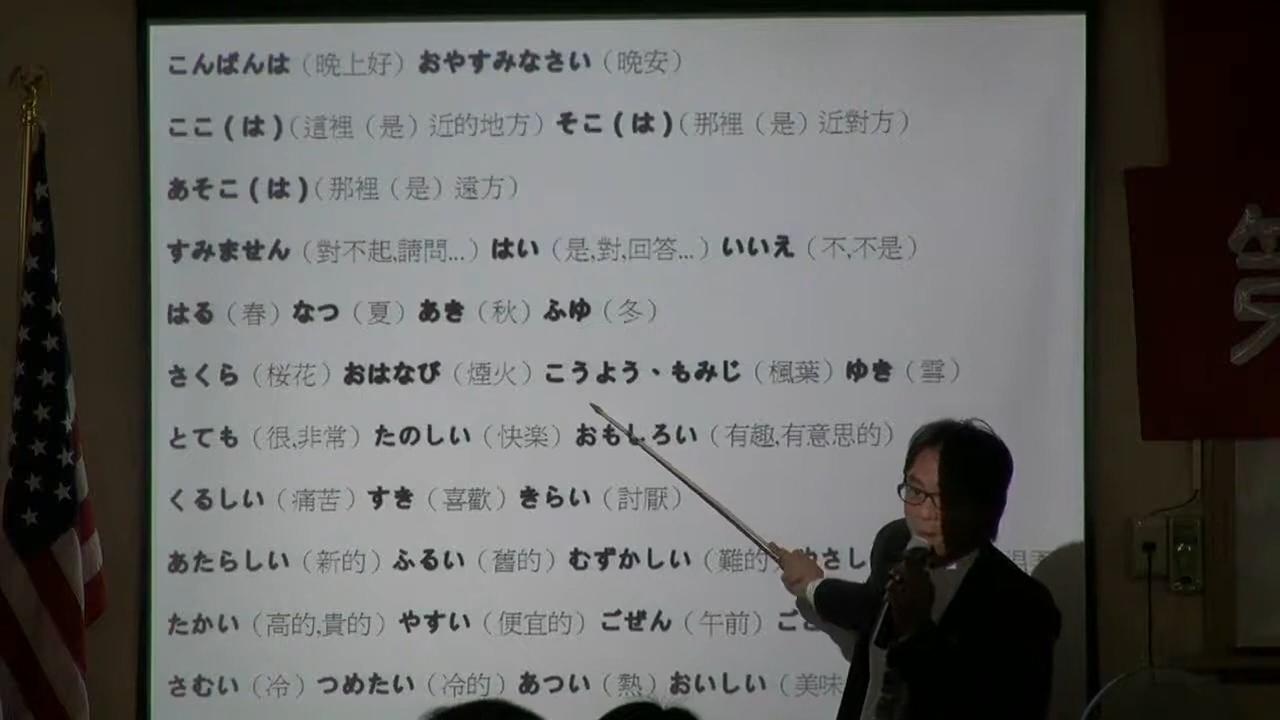 こんばんは（晩上好）おやすみなさい（晩安）
ここ(は)（這裡（是）近的地方）そこ(は)（那裡（是）近對方）
あそこ(は)（那裡（是）遠方）
すみません（對不起,請問...）はい（是,對,回答...）いいえ（不,不是）
はる（春）なつ（夏）あき（秋）ふゆ（冬）
さくら（桜花）おはなび（煙火）こうよう、もみじ（楓葉）ゆき（雪）
とても（很,非常）たのしい（快楽）おもしろい（有趣,有意思的）
くるしい（痛苦）すき（喜歡）きらい（討厭）
あたらしい（新的）ふるい（舊的）むずかしい（難的
たかい（高的,貴的）やすい（便宜的）ごぜん（午前）
さむい（冷）つめたい（冷的）あつい（熱）おいしい（美味